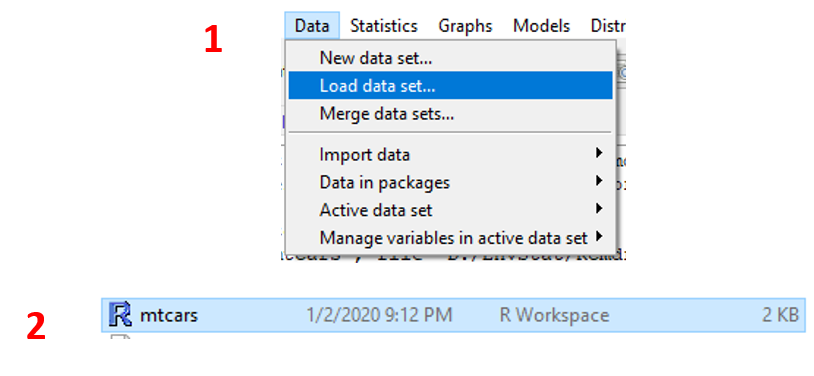 1
Data Statistics Graphs Models Distr
New data set...
Load data set...
Merge data sets...
Import data
Data in packages
Active data set
Manage variables in active data set
2
mtcars 1/2/2020 9:12 PM R Workspace 2 KB